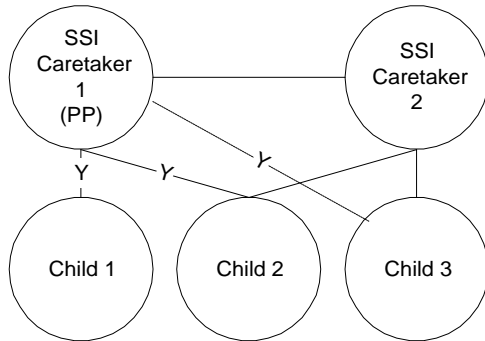 SSI
Caretaker
1
(PP)
SSI
Caretaker
2
Y
Y
Y
Child 1
Child 2
Child 3